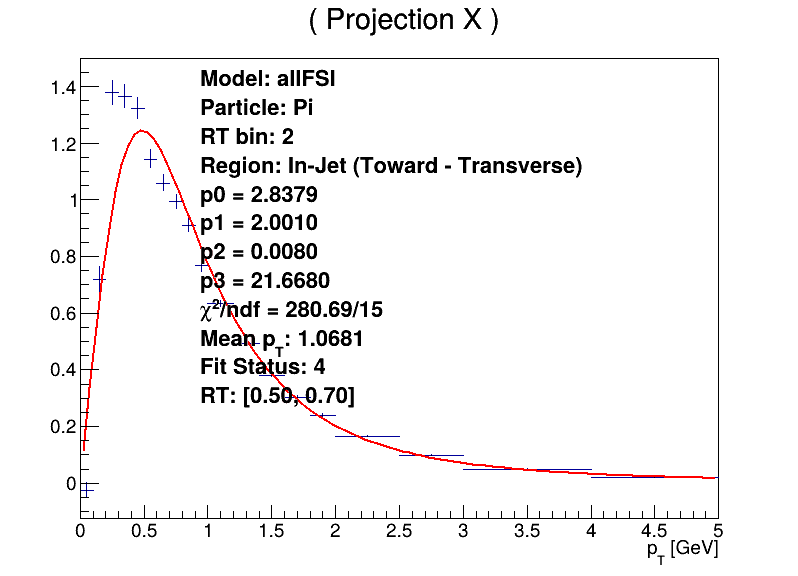 ( Projection X )
Model: allFSI
Particle: Pi
RT bin: 2
Region: In-Jet (Toward - Transverse)
p0 = 2.8379
p1 = 2.0010
p2 = 0.0080
p3 = 21.6680
χ²/ndf = 280.69/15
Mean p_T: 1.0681
Fit Status: 4
RT: [0.50, 0.70]
1.4
1.2
1
0.8
0.6
0.4
0.2
0
0 0.5 1 1.5 2 2.5 3 3.5 4 4.5 5
p_T [GeV]